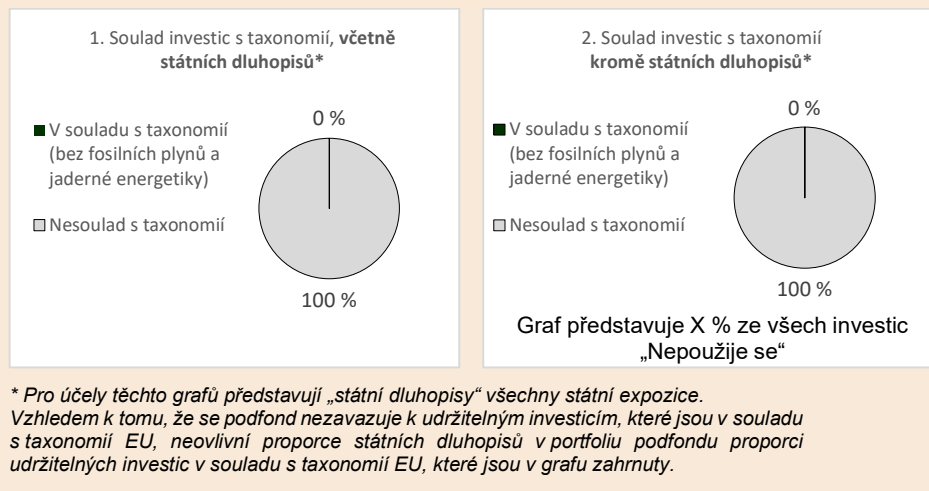 1. Soulad investic s taxonomií, včetně
státních dluhopisů*
V souladu s taxonomií
(bez fosilních plynů a
jaderné energetiky)
Nesoulad s taxonomií
0 %
100 %
2. Soulad investic s taxonomií
kromě státních dluhopisů*
V souladu s taxonomií
(bez fosilních plynů a
jaderné energetiky)
Nesoulad s taxonomií
0 %
100 %
Graf představuje X % ze všech investic
„Nepoužije se“
* Pro účely těchto grafů představují „státní dluhopisy“ všechny státní expozice.
Vzhledem k tomu, že se podfond nezavazuje k udržitelným investicím, které jsou v souladu
s taxonomií EU, neovlivní proporce státních dluhopisů v portfoliu podfondu proporci
udržitelných investic v souladu s taxonomií EU, které jsou v grafu zahrnuty.